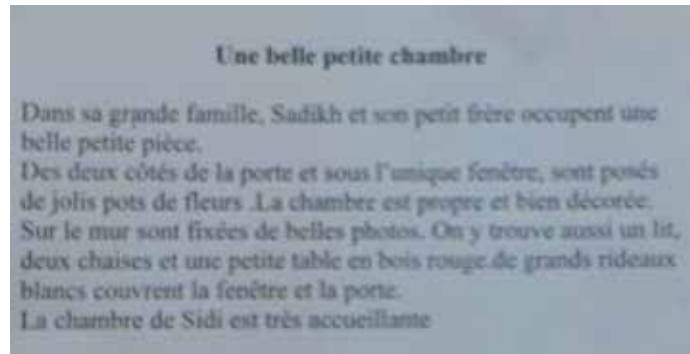 Une belle petite chambre
Dans sa grande famille, Sadikh et son petit frère occupent une
belle petite pièce.
Des deux côtés de la porte et sous l'unique fenêtre, sont posés
de jolis pots de fleurs .La chambre est propre et bien décorée.
Sur le mur sont fixées de belles photos. On y trouve aussi un lit,
deux chaises et une petite table en bois rouge.de grands rideaux
blancs couvrent la fenêtre et la porte.
La chambre de Sidi est très accueillante